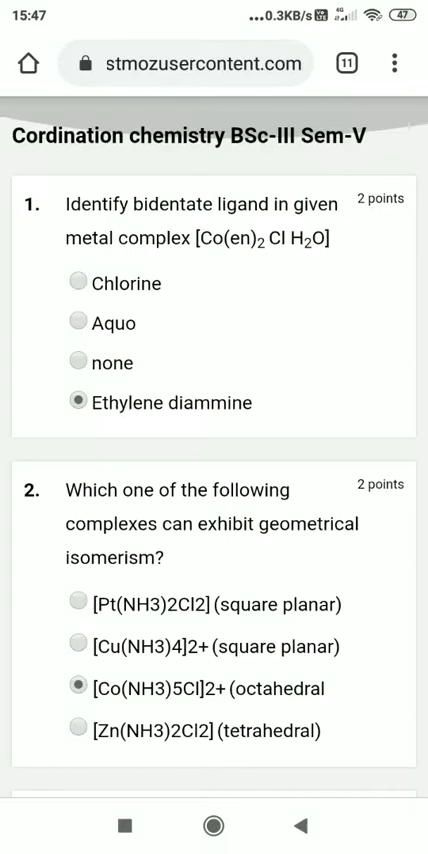 15:47
...0.3KB/s 4G 47
stmozusercontent.com
11
Cordination chemistry BSc-III Sem-V
1. Identify bidentate ligand in given 2 points
metal complex [Co(en)₂ Cl H₂O]
Chlorine
Aquo
none
Ethylene diammine
2. Which one of the following 2 points
complexes can exhibit geometrical
isomerism?
[Pt(NH3)2Cl2] (square planar)
[Cu(NH3)4]2+ (square planar)
[Co(NH3)5Cl]2+ (octahedral
[Zn(NH3)2Cl2] (tetrahedral)